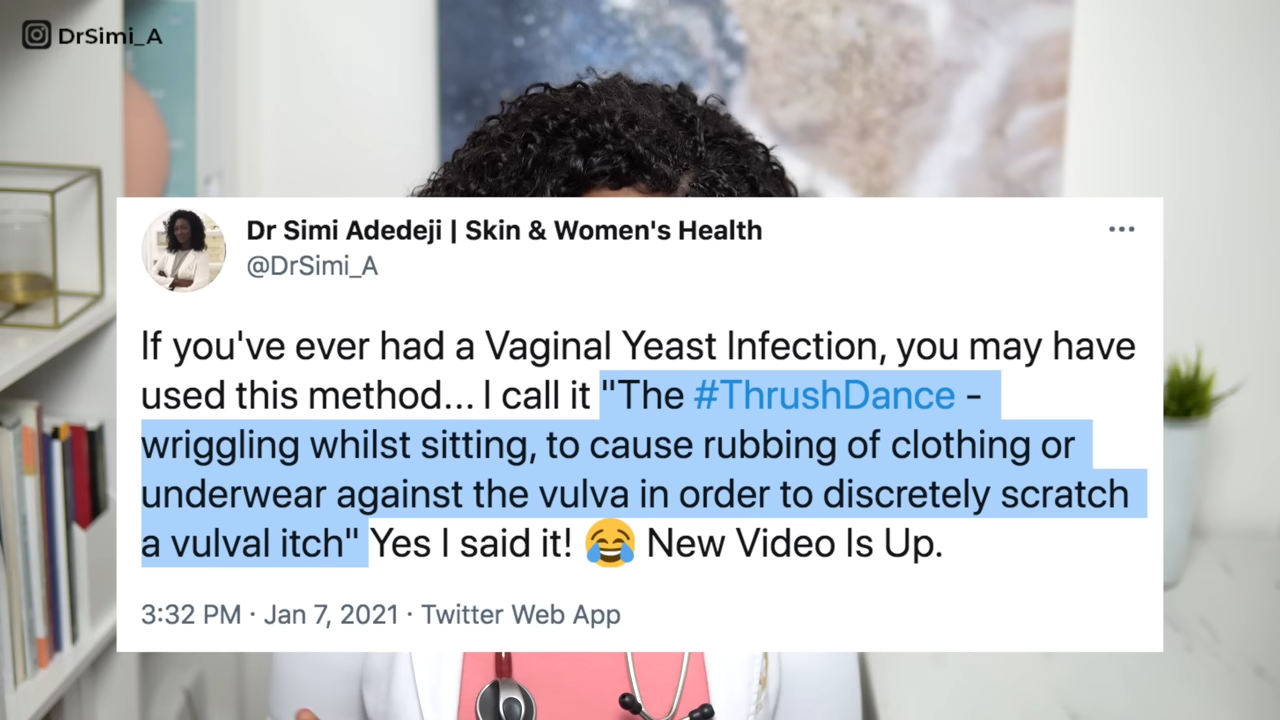 DrSimi_A
Dr Simi Adedeji | Skin & Women's Health
@DrSimi_A
If you've ever had a Vaginal Yeast Infection, you may have
used this method... I call it "The #ThrushDance -
wriggling whilst sitting, to cause rubbing of clothing or
underwear against the vulva in order to discretely scratch
a vulval itch" Yes I said it! 😂 New Video Is Up.
3:32 PM · Jan 7, 2021 · Twitter Web App